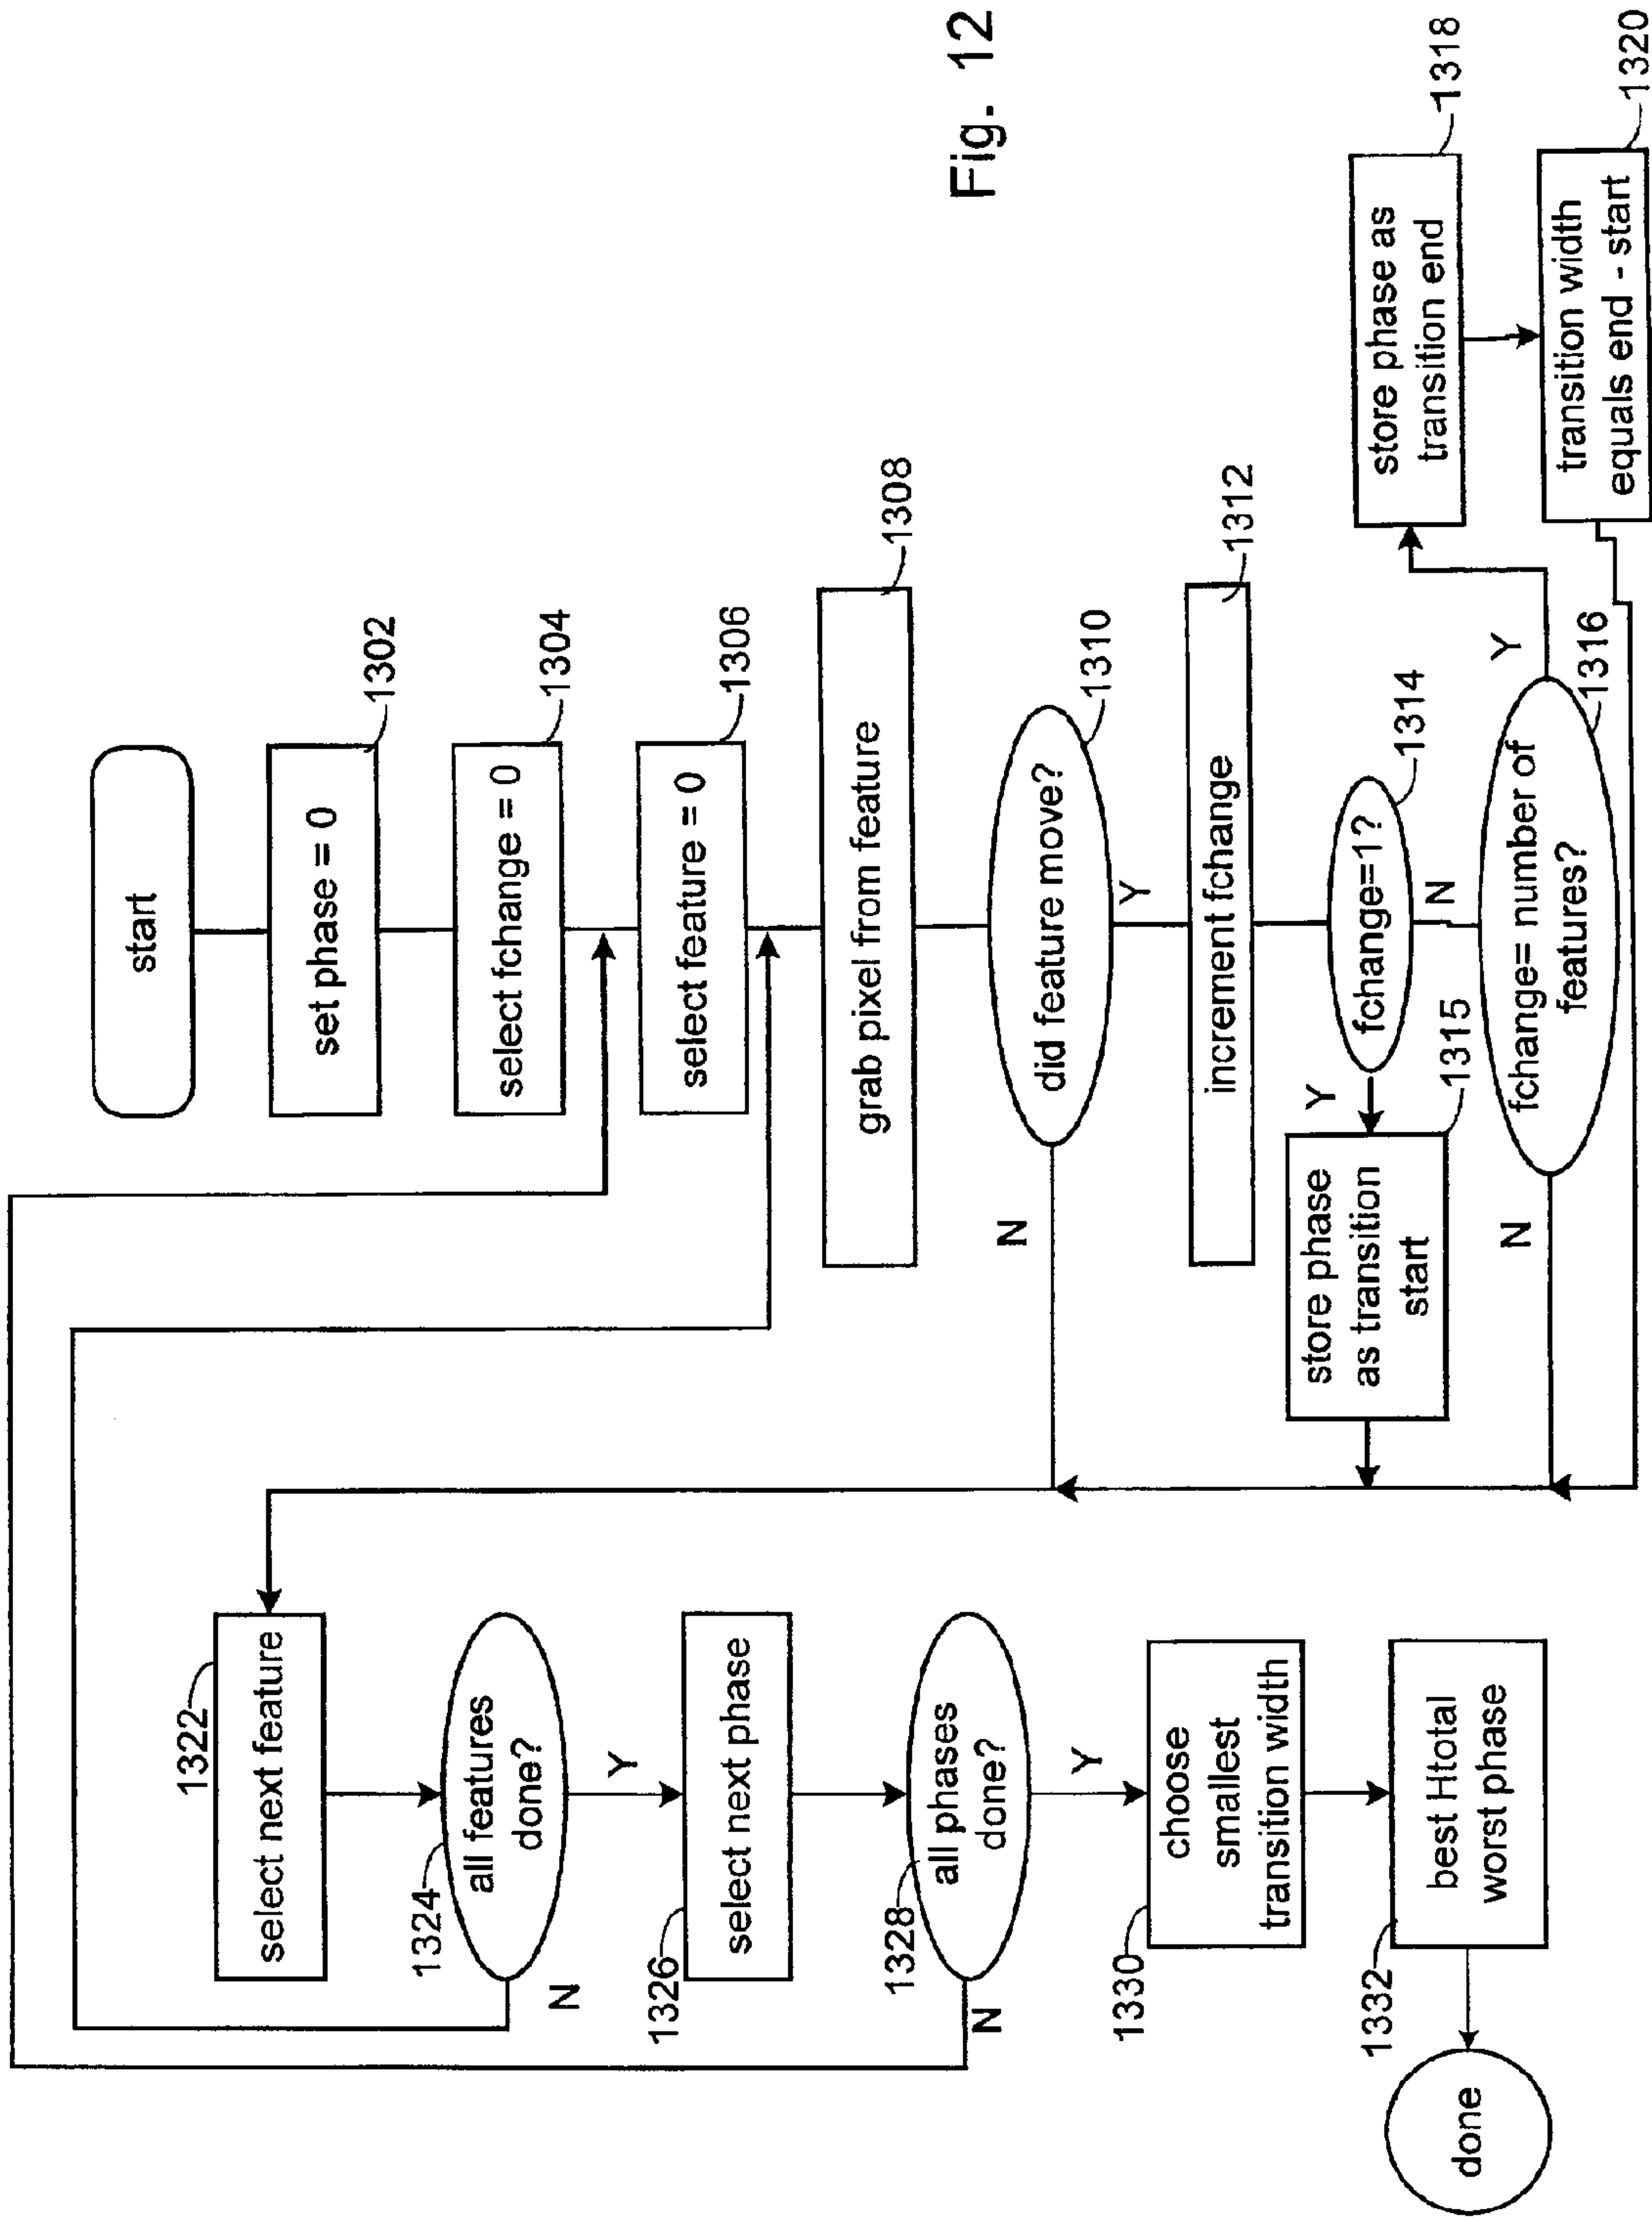 start
set phase = 0
1302
select fchange = 0
1304
select feature = 0
1306
grab pixel from feature
1308
did feature move?
1310
N
Y
increment fchange
1312
fchange=1?
1314
Y
N
store phase
as transition
start
1315
fchange= number of
features?
1316
N
Y
store phase as
transition end
1318
transition width
equals end - start
1320
1322
select next feature
1324
all features
done?
N
Y
1326
select next phase
1328
all phases
done?
N
Y
1330
choose
smallest
transition width
1332
best Htotal
worst phase
done
Fig. 12